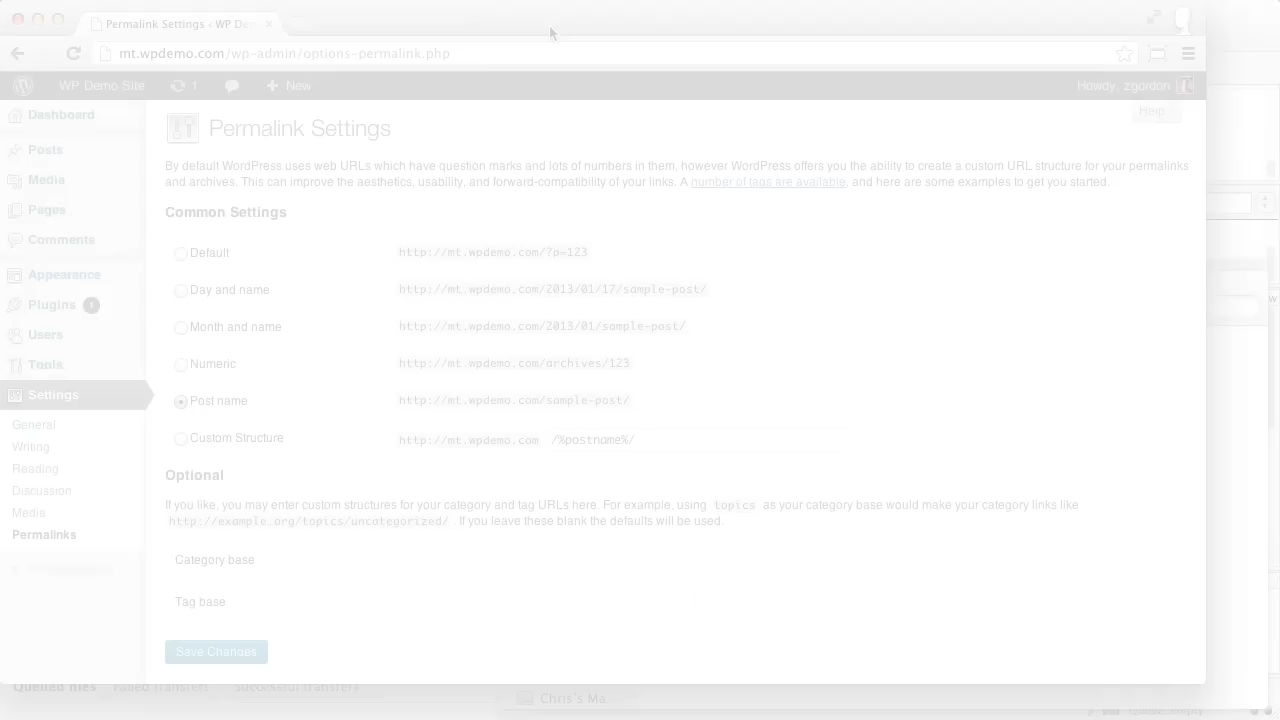 Permalink Settings ‹ WP Dem
mt.wpdemo.com/wp-admin/options-permalink.php
WP Demo Site 1 New Howdy, zgordon
Help
Dashboard
Posts
Media
Pages
Comments
Appearance
Plugins 1
Users
Tools
Settings
General
Writing
Reading
Discussion
Media
Permalinks
Permalink Settings
By default WordPress uses web URLs which have question marks and lots of numbers in them, however WordPress offers you the ability to create a custom URL structure for your permalinks
and archives. This can improve the aesthetics, usability, and forward-compatibility of your links. A number of tags are available, and here are some examples to get you started.
Common Settings
Default http://mt.wpdemo.com/?p=123
Day and name http://mt.wpdemo.com/2013/01/17/sample-post/
Month and name http://mt.wpdemo.com/2013/01/sample-post/
Numeric http://mt.wpdemo.com/archives/123
Post name http://mt.wpdemo.com/sample-post/
Custom Structure http://mt.wpdemo.com /%postname%/
Optional
If you like, you may enter custom structures for your category and tag URLs here. For example, using topics as your category base would make your category links like
http://example.org/topics/uncategorized/ . If you leave these blank the defaults will be used.
Category base
Tag base
Save Changes
Queued files Failed transfers Successful transfers
Chris's Ma.
Queue: empty